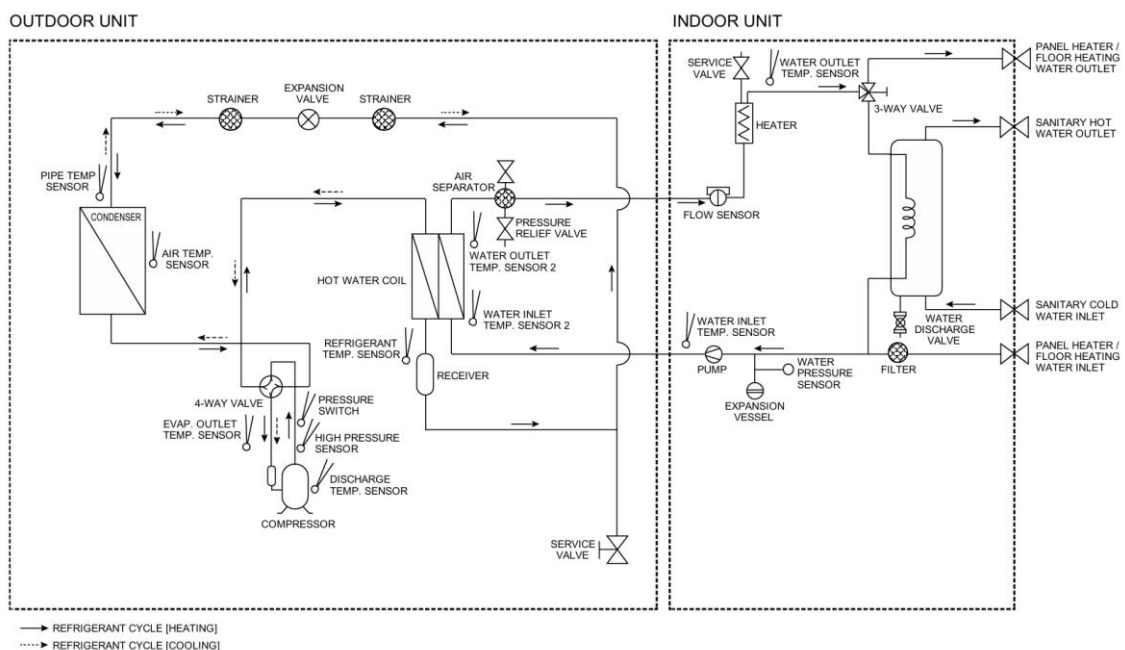 OUTDOOR UNIT
INDOOR UNIT
STRAINER
EXPANSION
VALVE
STRAINER
SERVICE
VALVE
WATER OUTLET
TEMP. SENSOR
PANEL HEATER /
FLOOR HEATING
WATER OUTLET
3-WAY VALVE
HEATER
SANITARY HOT
WATER OUTLET
PIPE TEMP
SENSOR
AIR
SEPARATOR
CONDENSER
FLOW SENSOR
PRESSURE
RELIEF VALVE
AIR TEMP.
SENSOR
WATER OUTLET
TEMP. SENSOR 2
HOT WATER COIL
SANITARY COLD
WATER INLET
WATER INLET
TEMP. SENSOR 2
WATER INLET
TEMP. SENSOR
WATER
DISCHARGE
VALVE
REFRIGERANT
TEMP. SENSOR
RECEIVER
PUMP
WATER
PRESSURE
SENSOR
FILTER
PANEL HEATER /
FLOOR HEATING
WATER INLET
EXPANSION
VESSEL
4-WAY VALVE
PRESSURE
SWITCH
EVAP. OUTLET
TEMP. SENSOR
HIGH PRESSURE
SENSOR
DISCHARGE
TEMP. SENSOR
COMPRESSOR
SERVICE
VALVE
REFRIGERANT CYCLE [HEATING]
REFRIGERANT CYCLE [COOLING]